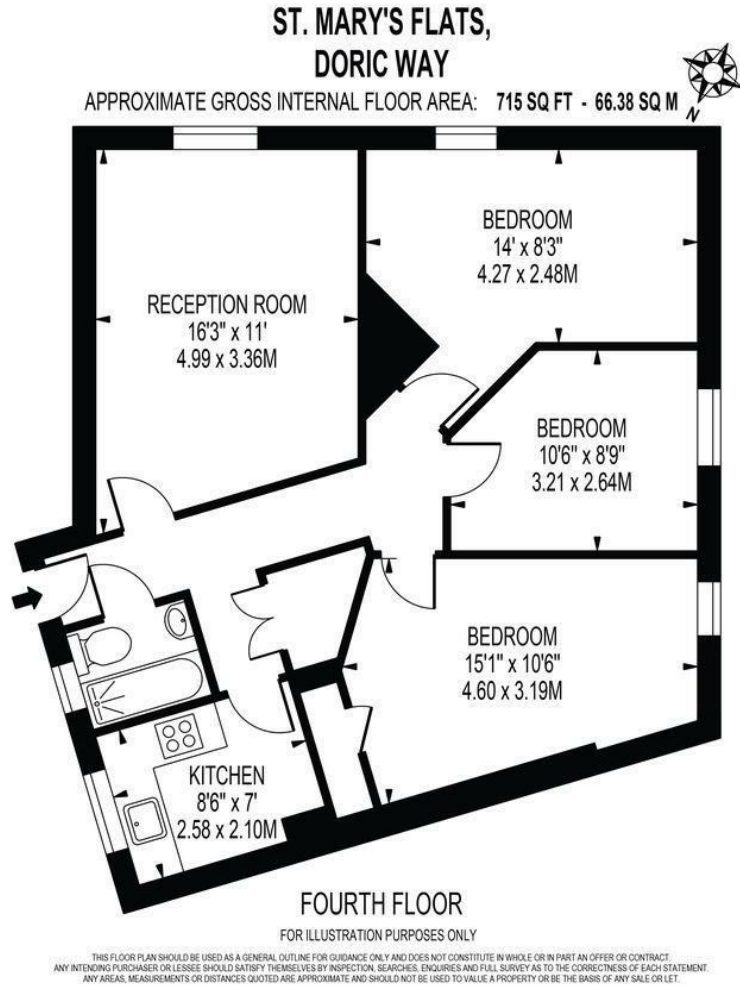 ST. MARY'S FLATS,
DORIC WAY
APPROXIMATE GROSS INTERNAL FLOOR AREA: 715 SQ FT - 66.38 SQ M
N
BEDROOM
14' x 8'3"
4.27 x 2.48M
RECEPTION ROOM
16'3" x 11'
4.99 x 3.36M
BEDROOM
10'6" x 8'9"
3.21 x 2.64M
BEDROOM
15'1" x 10'6"
4.60 x 3.19M
KITCHEN
8'6" x 7'
2.58 x 2.10M
FOURTH FLOOR
FOR ILLUSTRATION PURPOSES ONLY
THIS FLOOR PLAN SHOULD BE USED AS A GENERAL OUTLINE FOR GUIDANCE ONLY AND DOES NOT CONSTITUTE IN WHOLE OR IN PART AN OFFER OR CONTRACT.
ANY INTENDING PURCHASER OR LESSEE SHOULD SATISFY THEMSELVES BY INSPECTION, SEARCHES, ENQUIRIES AND FULL SURVEY AS TO THE CORRECTNESS OF EACH STATEMENT.
ANY AREAS, MEASUREMENTS OR DISTANCES QUOTED ARE APPROXIMATE AND SHOULD NOT BE USED TO VALUE A PROPERTY OR BE THE BASIS OF ANY SALE OR LET.